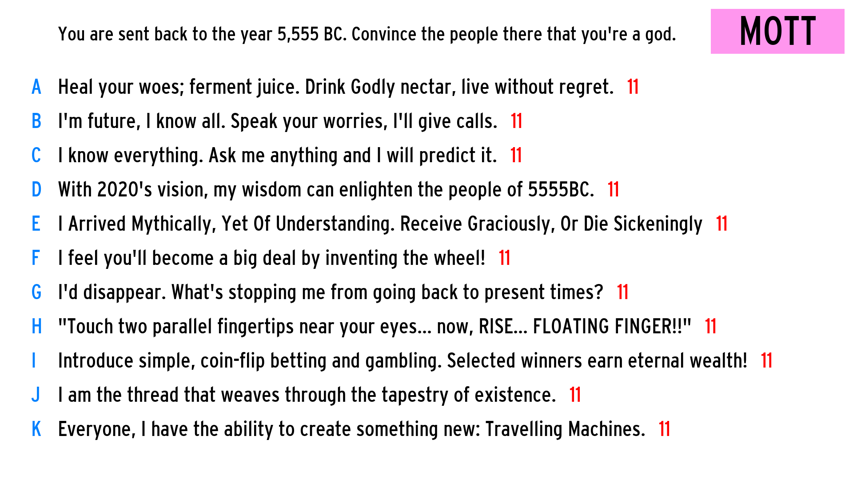 You are sent back to the year 5,555 BC. Convince the people there that you're a god.
MOTT
A Heal your woes; ferment juice. Drink Godly nectar, live without regret. 11
B I'm future, I know all. Speak your worries, I'll give calls. 11
C I know everything. Ask me anything and I will predict it. 11
D With 2020's vision, my wisdom can enlighten the people of 5555BC. 11
E I Arrived Mythically, Yet Of Understanding. Receive Graciously, Or Die Sickeningly 11
F I feel you'll become a big deal by inventing the wheel! 11
G I'd disappear. What's stopping me from going back to present times? 11
H "Touch two parallel fingertips near your eyes... now, RISE... FLOATING FINGER!!" 11
I Introduce simple, coin-flip betting and gambling. Selected winners earn eternal wealth! 11
J I am the thread that weaves through the tapestry of existence. 11
K Everyone, I have the ability to create something new: Travelling Machines. 11